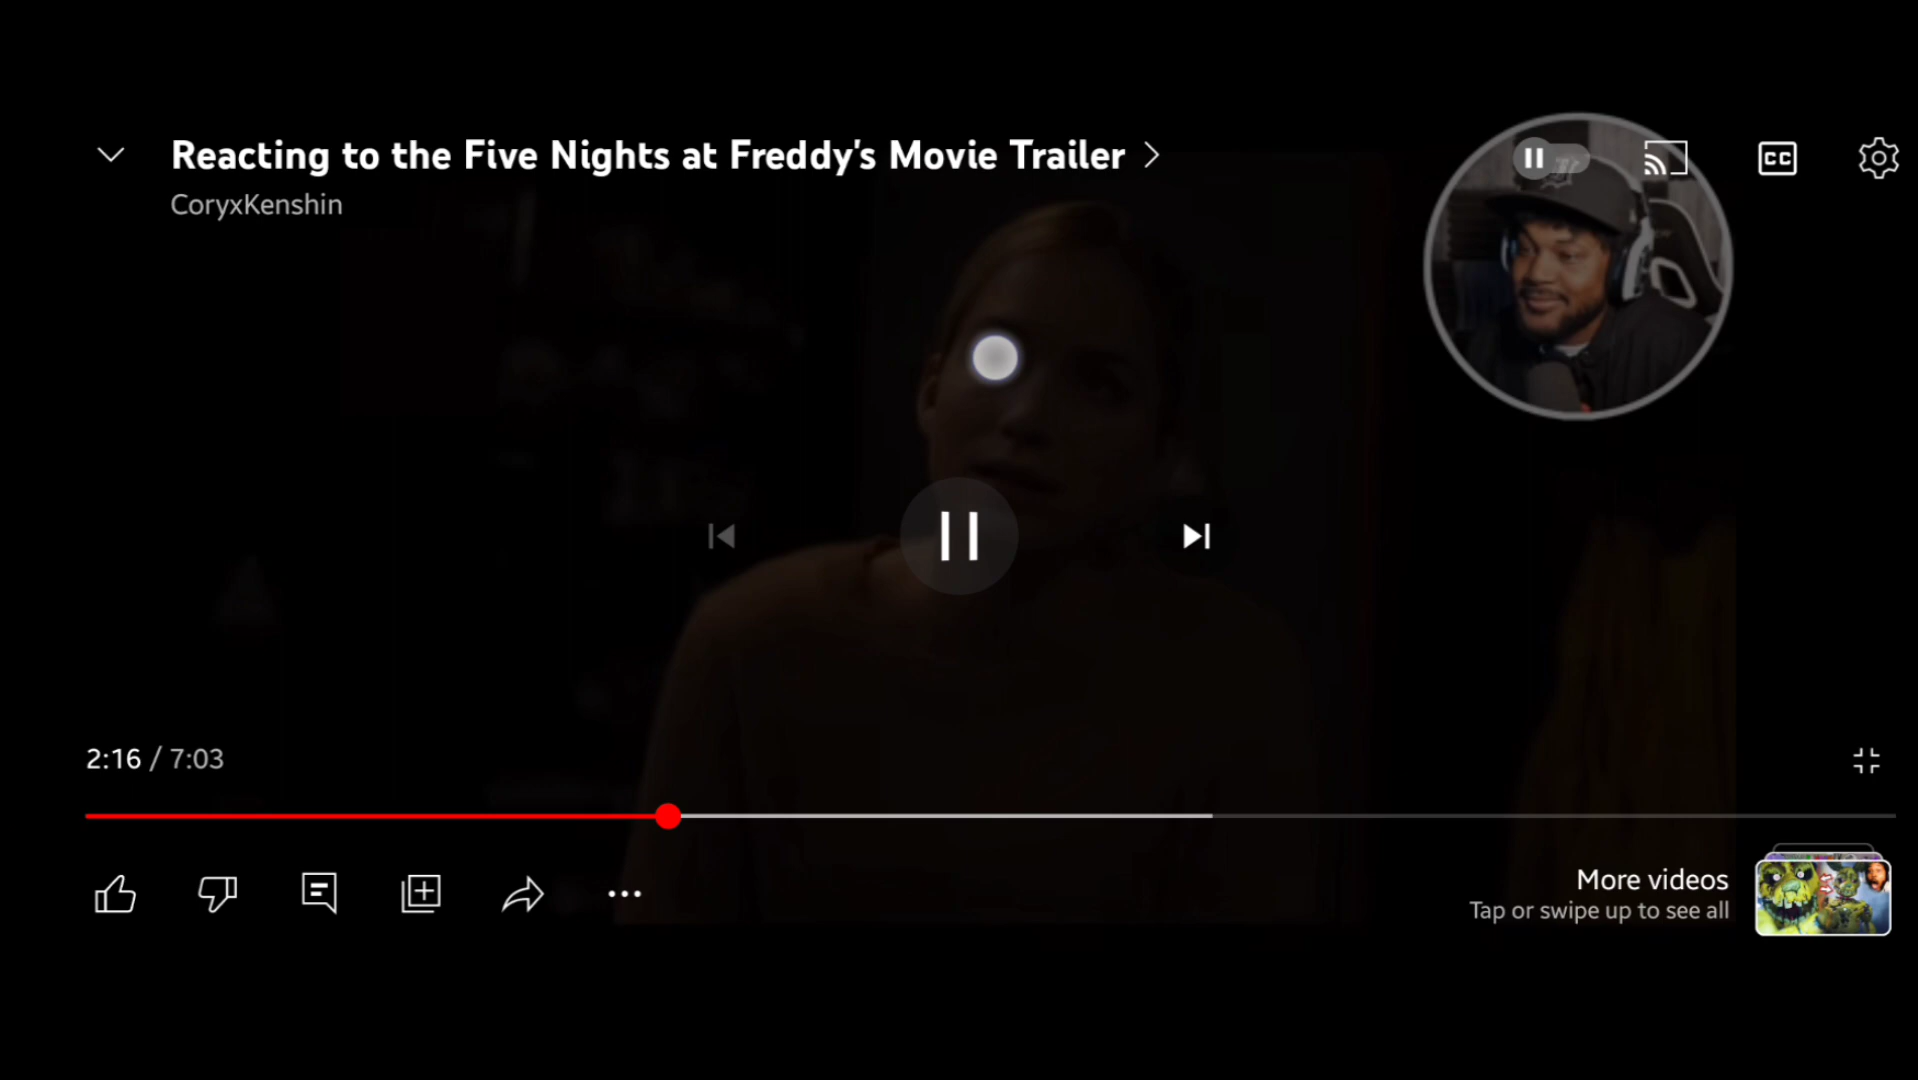 Reacting to the Five Nights at Freddy's Movie Trailer
CoryxKenshin
CC
2:16 / 7:03
More videos
Tap or swipe up to see all